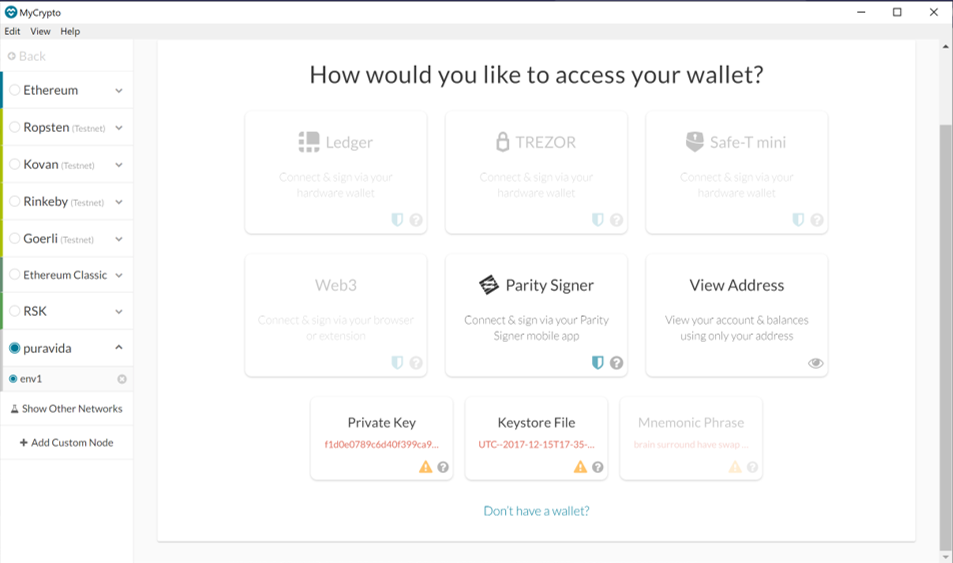 MyCrypto
Edit View Help
Back
Ethereum
Ropsten (Testnet)
Kovan (Testnet)
Rinkeby (Testnet)
Goerli (Testnet)
Ethereum Classic
RSK
puravida
env1
Show Other Networks
+ Add Custom Node
How would you like to access your wallet?
Ledger
Connect & sign via your
hardware wallet
TREZOR
Connect & sign via your
hardware wallet
Safe-T mini
Connect & sign via your
hardware wallet
Web3
Connect & sign via your browser
or extension
Parity Signer
Connect & sign via your Parity
Signer mobile app
View Address
View your account & balances
using only your address
Private Key
f1d0e0789c6d40f399ca9...
Keystore File
UTC--2017-12-15T17-35-...
Mnemonic Phrase
brain surround have swap ...
Don't have a wallet?